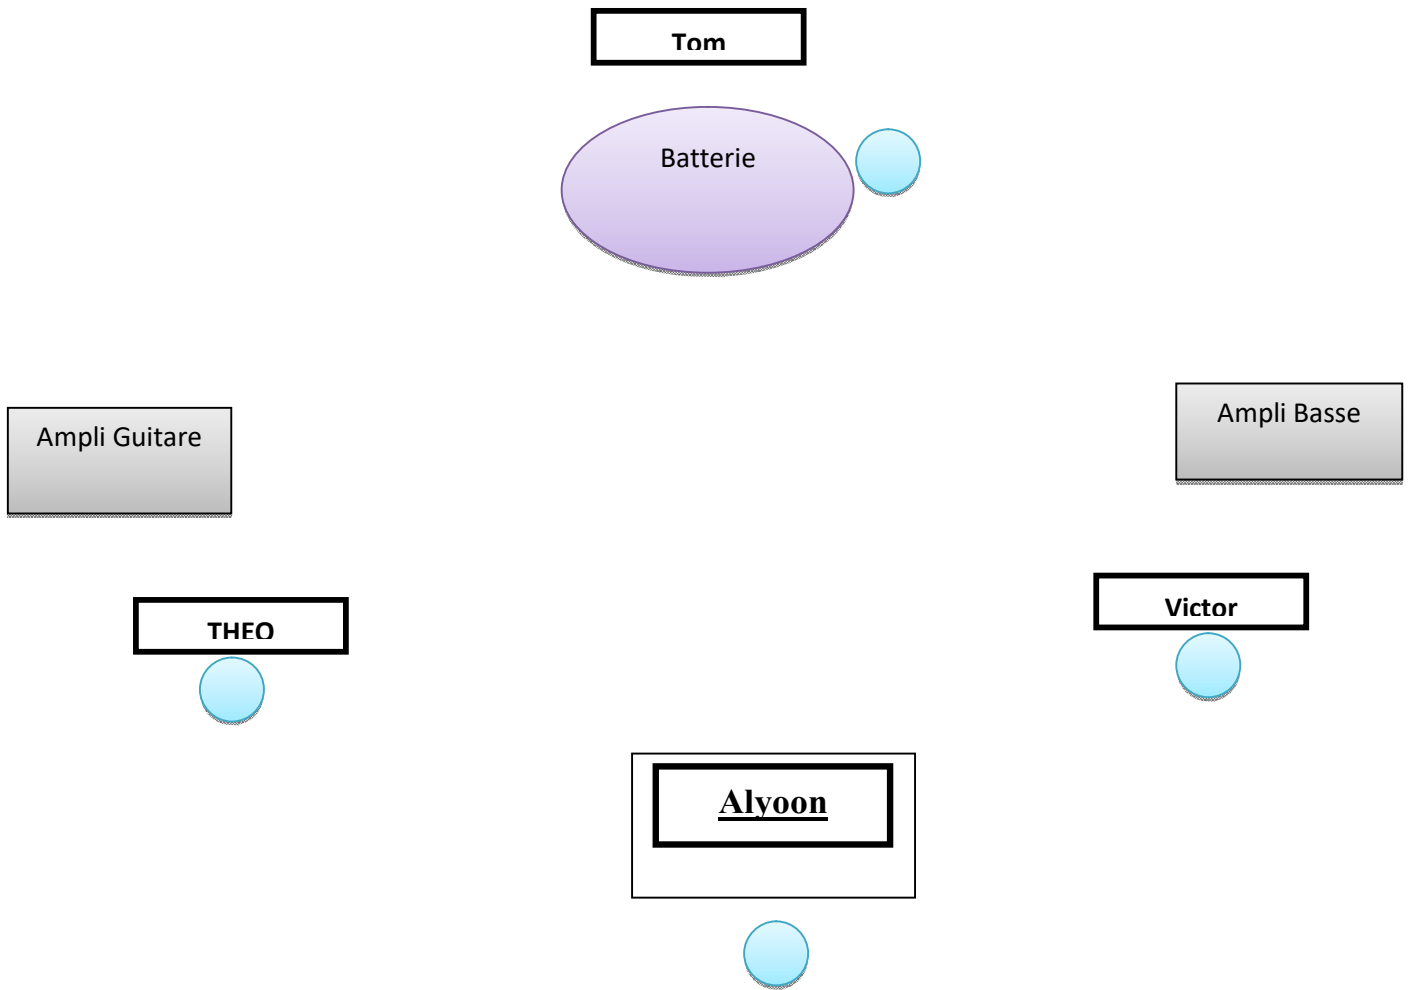 Tom
Batterie
Ampli Guitare
Ampli Basse
THEO
Victor
Alyoon